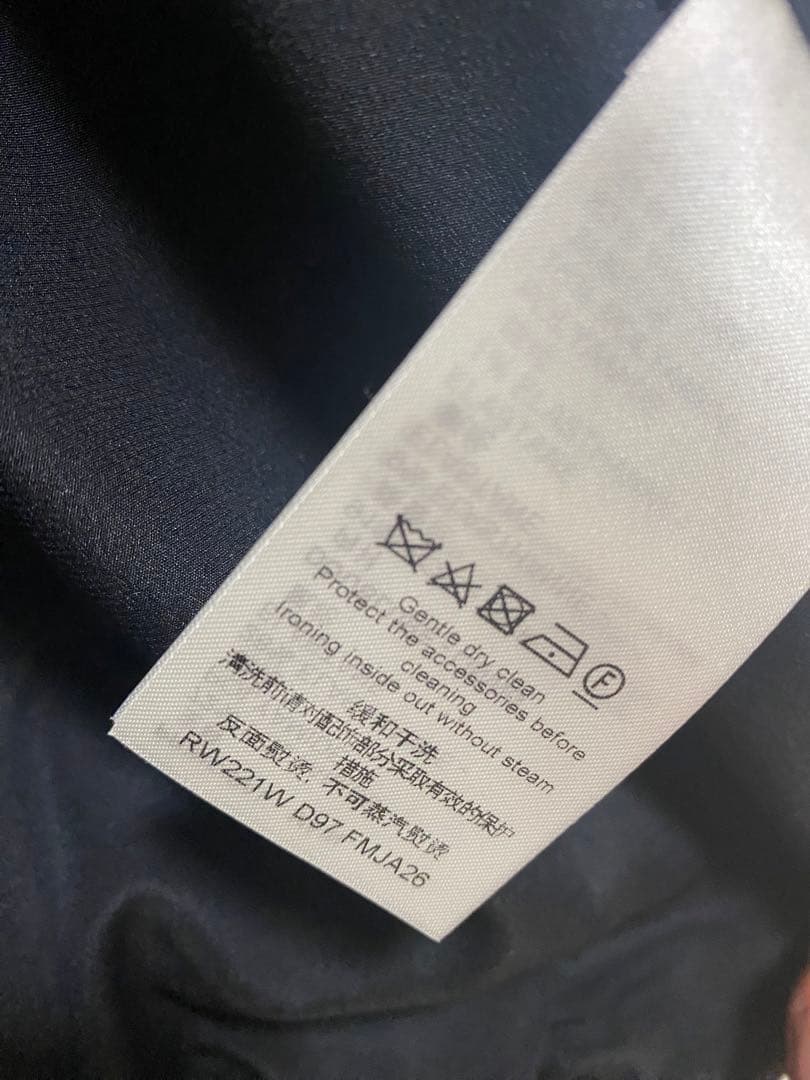 F
Gentle dry clean
Protect the accessories before
cleaning
Ironing inside out without steam
缓和干洗
清洗前请对配饰部分采取有效的保护
措施
反面熨烫，不可蒸汽熨烫
RW221W D97 FMJA26